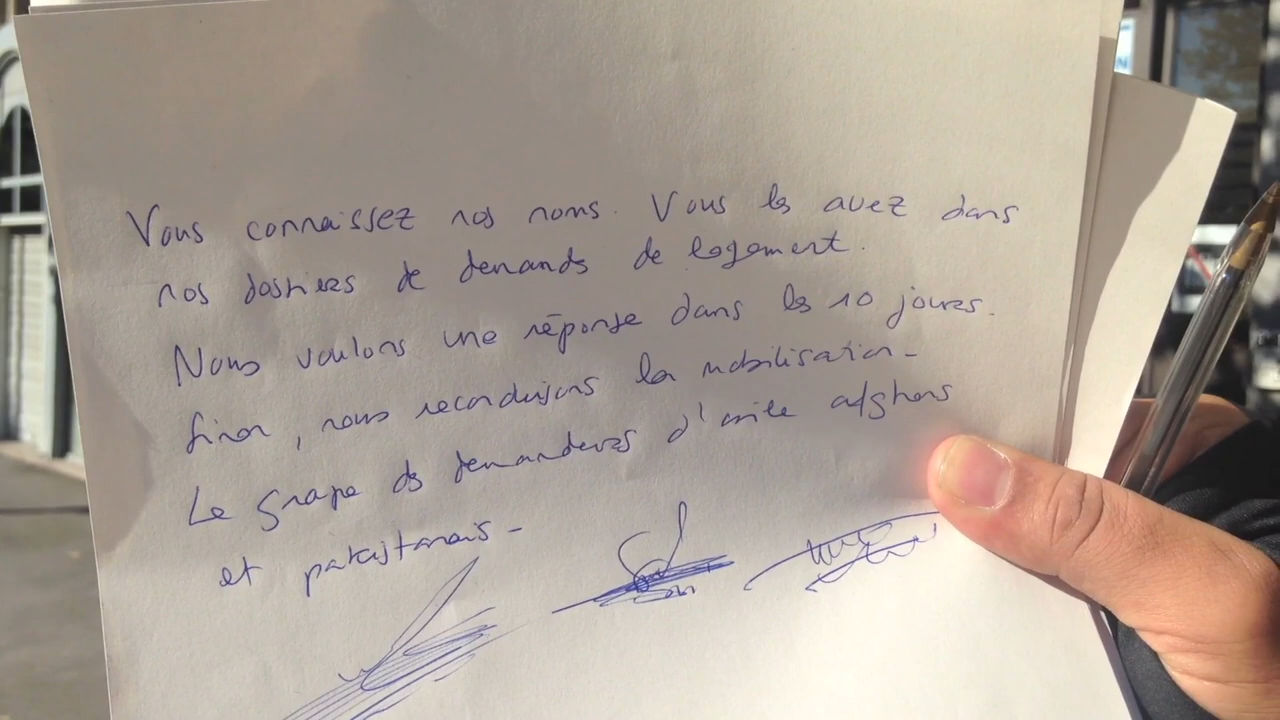 Vous connaissez nos noms. Vous les avez dans
nos dossiers de demandes de logement.
Nous voulons une réponse dans les 10 jours.
Sinon, nous reconduisons la mobilisation -
Le groupe des demandeurs d'asile afghans
et pakistanais -